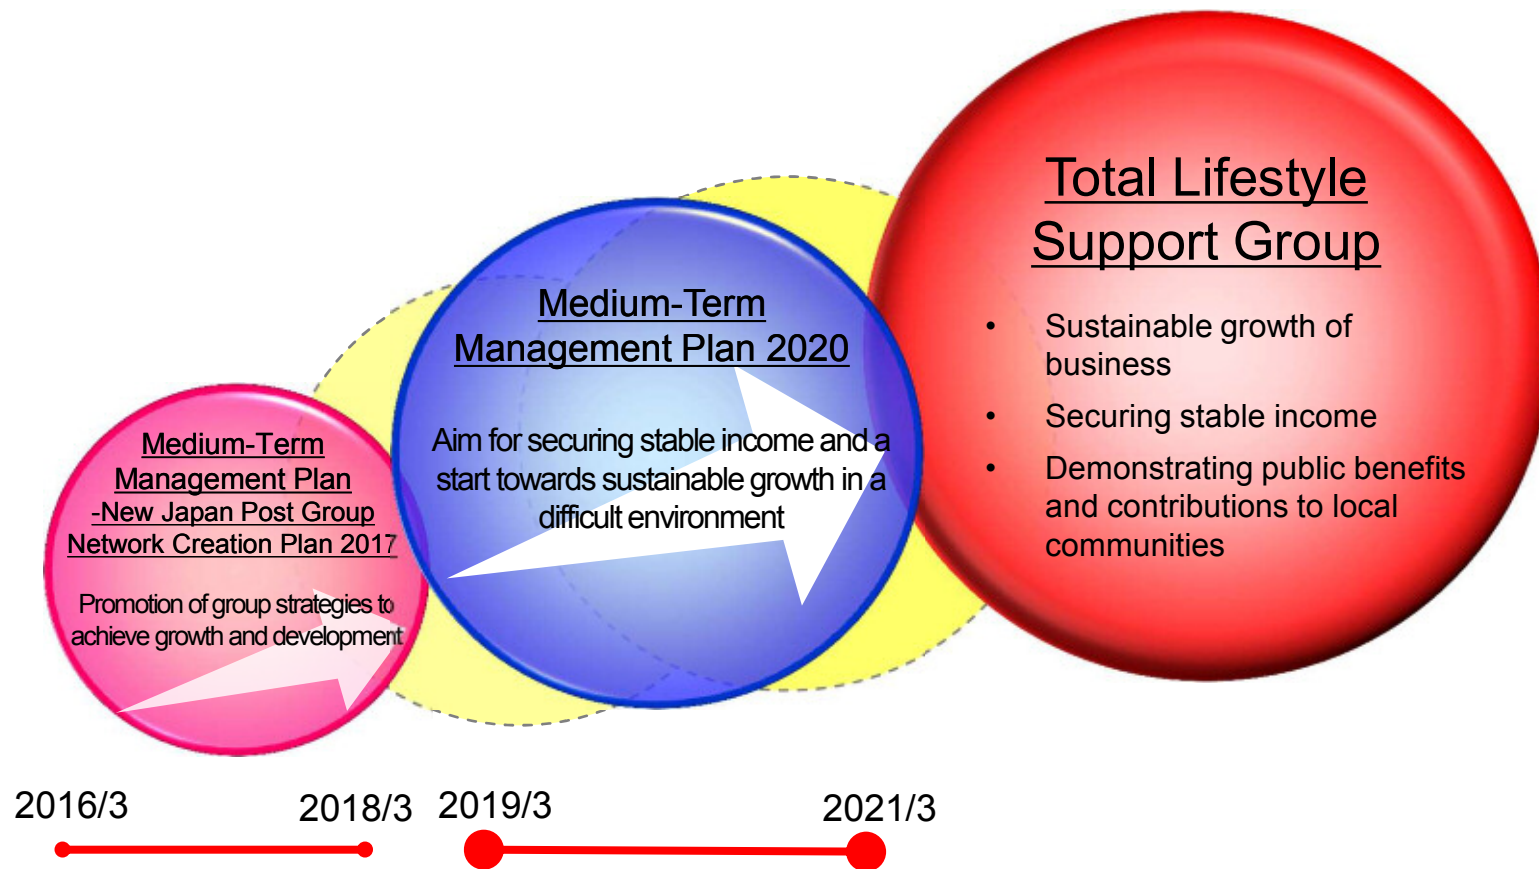 Total Lifestyle
Support Group
• Sustainable growth of
business
• Securing stable income
• Demonstrating public benefits
and contributions to local
communities
Medium-Term
Management Plan 2020
Aim for securing stable income and a
start towards sustainable growth in a
difficult environment
Medium-Term
Management Plan
-New Japan Post Group
Network Creation Plan 2017
Promotion of group strategies to
achieve growth and development
2016/3
2018/3
2019/3
2021/3